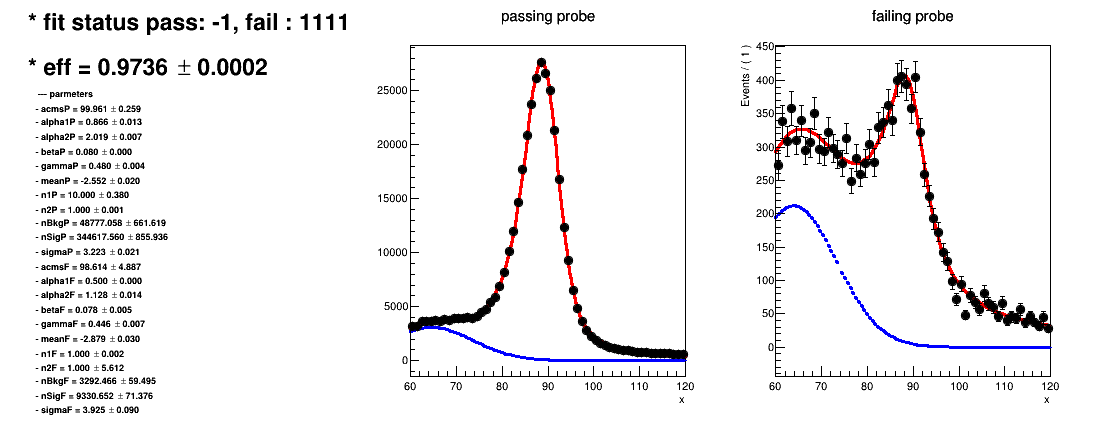 * fit status pass: -1, fail : 1111
* eff = 0.9736 ± 0.0002
--- parmeters
- acmsP = 99.961 ± 0.259
- alpha1P = 0.866 ± 0.013
- alpha2P = 2.019 ± 0.007
- betaP = 0.080 ± 0.000
- gammaP = 0.480 ± 0.004
- meanP = -2.552 ± 0.020
- n1P = 10.000 ± 0.380
- n2P = 1.000 ± 0.001
- nBkgP = 48777.058 ± 661.619
- nSigP = 344617.560 ± 855.936
- sigmaP = 3.223 ± 0.021
- acmsF = 98.614 ± 4.887
- alpha1F = 0.500 ± 0.000
- alpha2F = 1.128 ± 0.014
- betaF = 0.078 ± 0.005
- gammaF = 0.446 ± 0.007
- meanF = -2.879 ± 0.030
- n1F = 1.000 ± 0.002
- n2F = 1.000 ± 5.612
- nBkgF = 3292.466 ± 59.495
- nSigF = 9330.652 ± 71.376
- sigmaF = 3.925 ± 0.090
passing probe
25000
20000
15000
10000
5000
0
60 70 80 90 100 110 120
x
failing probe
Events / ( 1 )
450
400
350
300
250
200
150
100
50
0
60 70 80 90 100 110 120
x